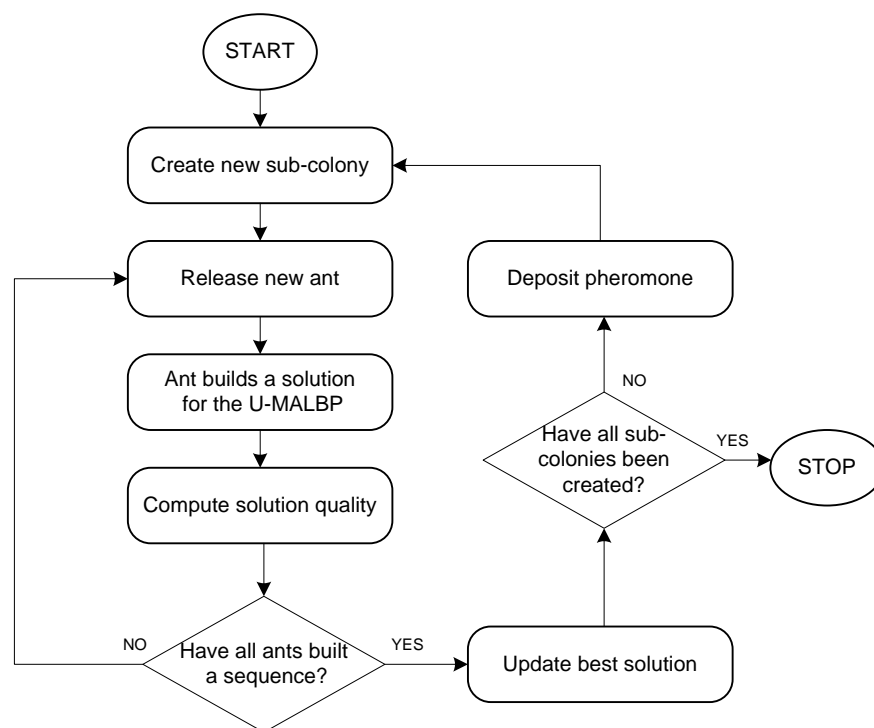 START
Create new sub-colony
Release new ant
Deposit pheromone
Ant builds a solution
for the U-MALBP
NO
Have all sub-
colonies been
created?
YES
STOP
Compute solution quality
NO
Have all ants built
a sequence?
YES
Update best solution